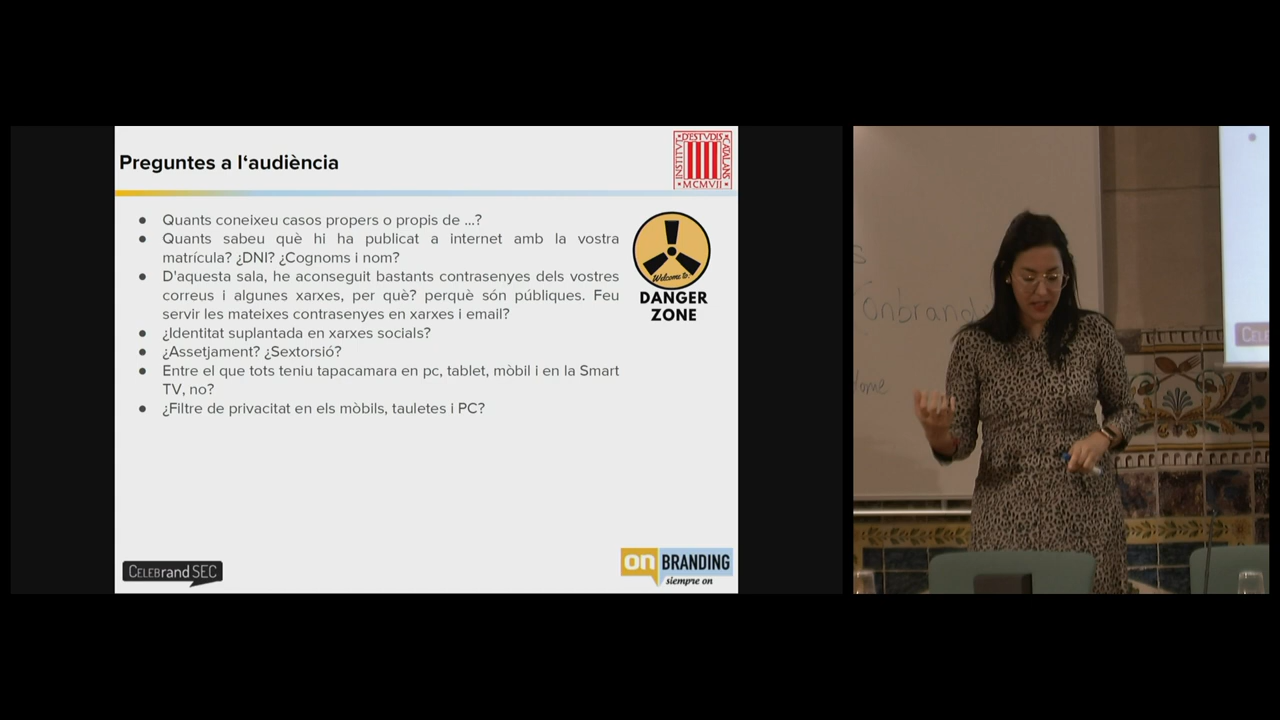 Preguntes a l‘audiència
INSTITVT D'ESTVDIS CATALANS
MCMVII
● Quants coneixeu casos propers o propis de ...?
● Quants sabeu què hi ha publicat a internet amb la vostra
matrícula? ¿DNI? ¿Cognoms i nom?
● D'aquesta sala, he aconseguit bastants contrasenyes dels vostres
correus i algunes xarxes, per què? perquè són públiques. Feu
servir les mateixes contrasenyes en xarxes i email?
● ¿Identitat suplantada en xarxes socials?
● ¿Assetjament? ¿Sextorsió?
● Entre el que tots teniu tapacamara en pc, tablet, mòbil i en la Smart
TV, no?
● ¿Filtre de privacitat en els mòbils, tauletes i PC?
Welcome to:
DANGER
ZONE
CELEBRAND SEC
on BRANDING
siempre on
onbrand